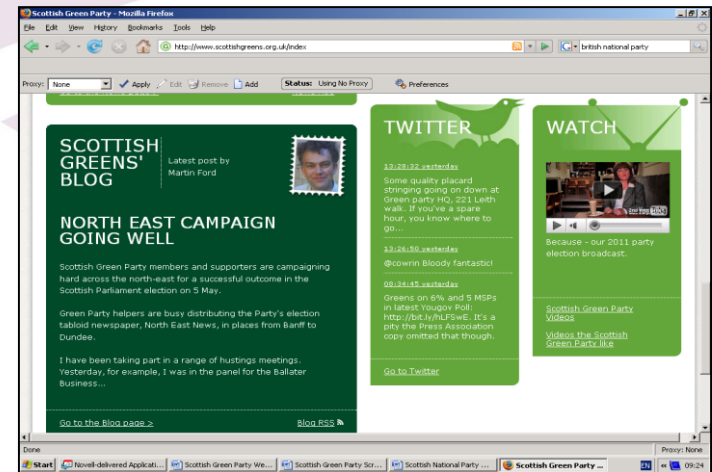 Scottish Green Party - Mozilla Firefox
File Edit View History Bookmarks Tools Help
http://www.scottishgreens.org.uk/index
british national party
Proxy: None Apply Edit Remove Add Status: Using No Proxy Preferences
SCOTTISH
GREENS'
BLOG
Latest post by
Martin Ford
NORTH EAST CAMPAIGN
GOING WELL
Scottish Green Party members and supporters are campaigning
hard across the north-east for a successful outcome in the
Scottish Parliament election on 5 May.
Green Party helpers are busy distributing the Party's election
tabloid newspaper, North East News, in places from Banff to
Dundee.
I have been taking part in a range of hustings meetings.
Yesterday, for example, I was in the panel for the Ballater
Business...
Go to the Blog page >
Blog RSS
TWITTER
13:28:32 yesterday
Some quality placard
stringing going on down at
Green party HQ, 221 Leith
walk. If you've a spare
hour, you know where to
go...
13:26:50 yesterday
@cowrin Bloody fantastic!
08:34:45 yesterday
Greens on 6% and 5 MSPs
in latest Yougov Poll:
http://bit.ly/hLFSwE. It's a
pity the Press Association
copy omitted that though.
Go to Twitter
WATCH
Because - our 2011 party
election broadcast.
Scottish Green Party
Videos
Videos the Scottish
Green Party like
Done
Proxy: None
Start Novell-delivered Applicati... Scottish Green Party We... Scottish Green Party Scr... Scottish National Party ... Scottish Green Party ... EN 09:24